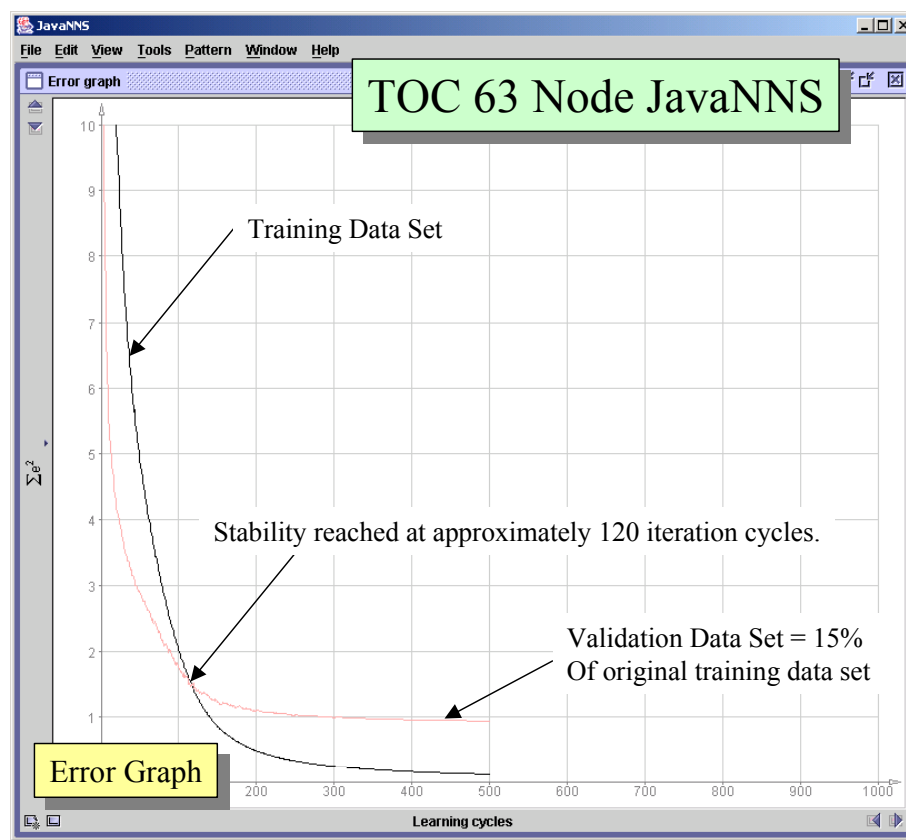 JavaNNS
File Edit View Tools Pattern Window Help
Error graph
TOC 63 Node JavaNNS
10
9
Training Data Set
8
7
6
5
∑e²
4
Stability reached at approximately 120 iteration cycles.
3
2
Validation Data Set = 15%
Of original training data set
1
Error Graph
200 300 400 500 600 700 800 900 1000
Learning cycles